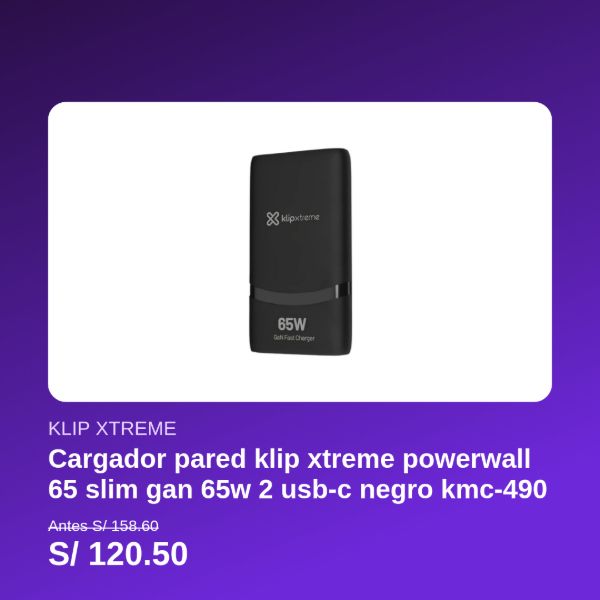 klipxtreme
65W
GaN Fast Charger
KLIP XTREME
Cargador pared klip xtreme powerwall
65 slim gan 65w 2 usb-c negro kmc-490
Antes S/ 158.60
S/ 120.50